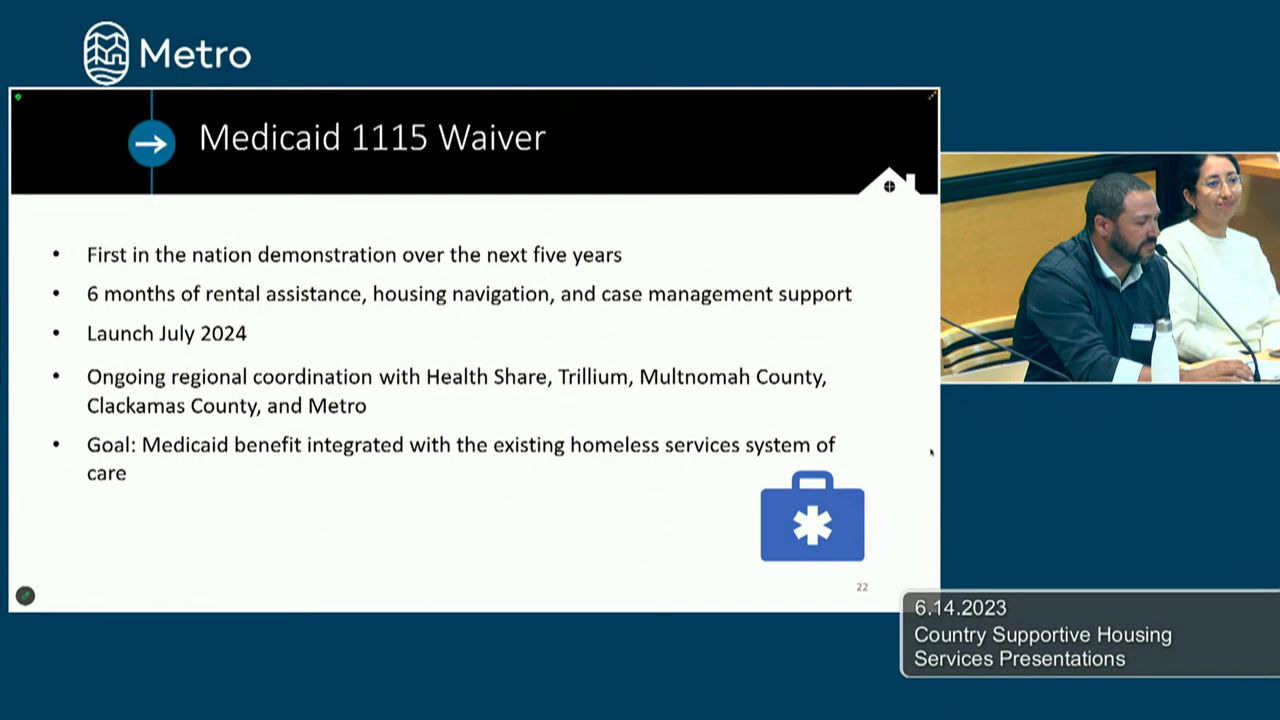 Metro
Medicaid 1115 Waiver
• First in the nation demonstration over the next five years
• 6 months of rental assistance, housing navigation, and case management support
• Launch July 2024
• Ongoing regional coordination with Health Share, Trillium, Multnomah County,
Clackamas County, and Metro
• Goal: Medicaid benefit integrated with the existing homeless services system of
care
22
6.14.2023
Country Supportive Housing
Services Presentations